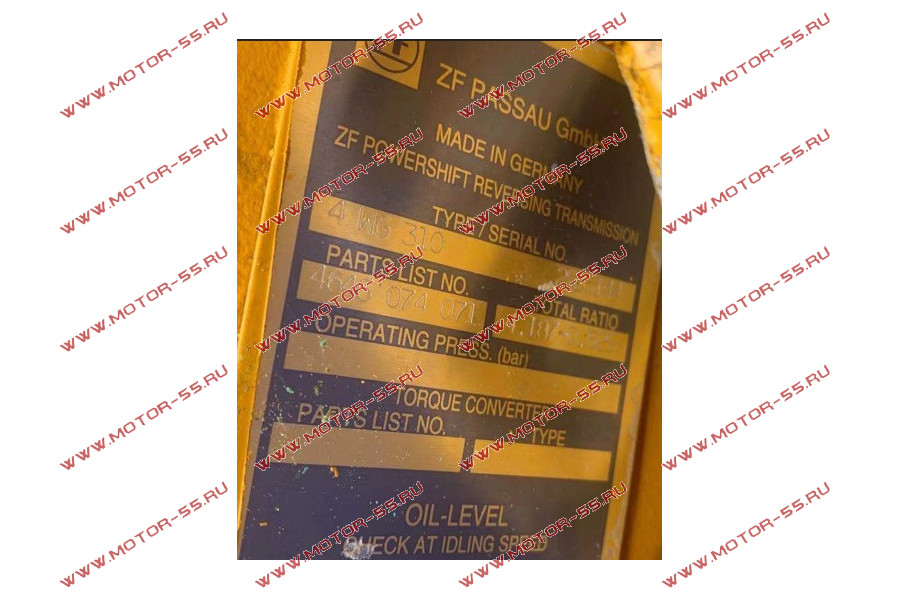 ZF PASSAU GmbH
MADE IN GERMANY
ZF POWERSHIFT REVERSING TRANSMISSION
TYPE / SERIAL NO.
4 WG 310
PARTS LIST NO.
TOTAL RATIO
074 071
OPERATING PRESS. (bar)
TORQUE CONVERTER
PARTS LIST NO.
TYPE
OIL-LEVEL
CHECK AT IDLING SPEED
WWW.MOTOR-55.RU